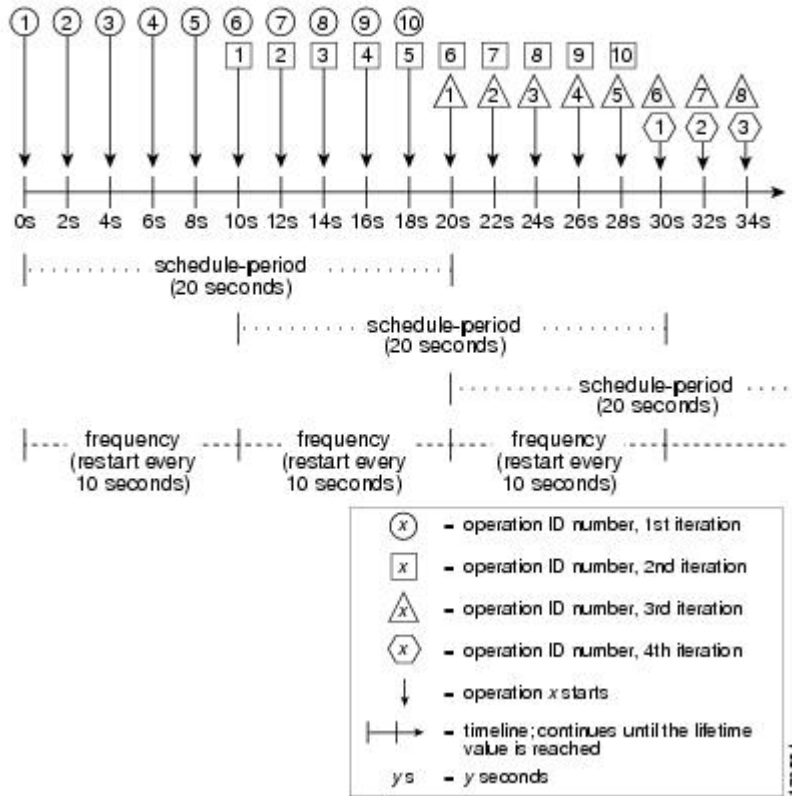 1 2 3 4 5 6 7 8 9 10
1 2 3 4 5 6 7 8 9 10
1 2 3 4 5 6 7 8
1 2 3
0s 2s 4s 6s 8s 10s 12s 14s 16s 18s 20s 22s 24s 26s 28s 30s 32s 34s
schedule-period
(20 seconds)
schedule-period
(20 seconds)
schedule-period
(20 seconds)
frequency
(restart every
10 seconds)
frequency
(restart every
10 seconds)
frequency
(restart every
10 seconds)
x = operation ID number, 1st iteration
x = operation ID number, 2nd iteration
x = operation ID number, 3rd iteration
x = operation ID number, 4th iteration
= operation x starts
= timeline; continues until the lifetime
value is reached
y s = y seconds